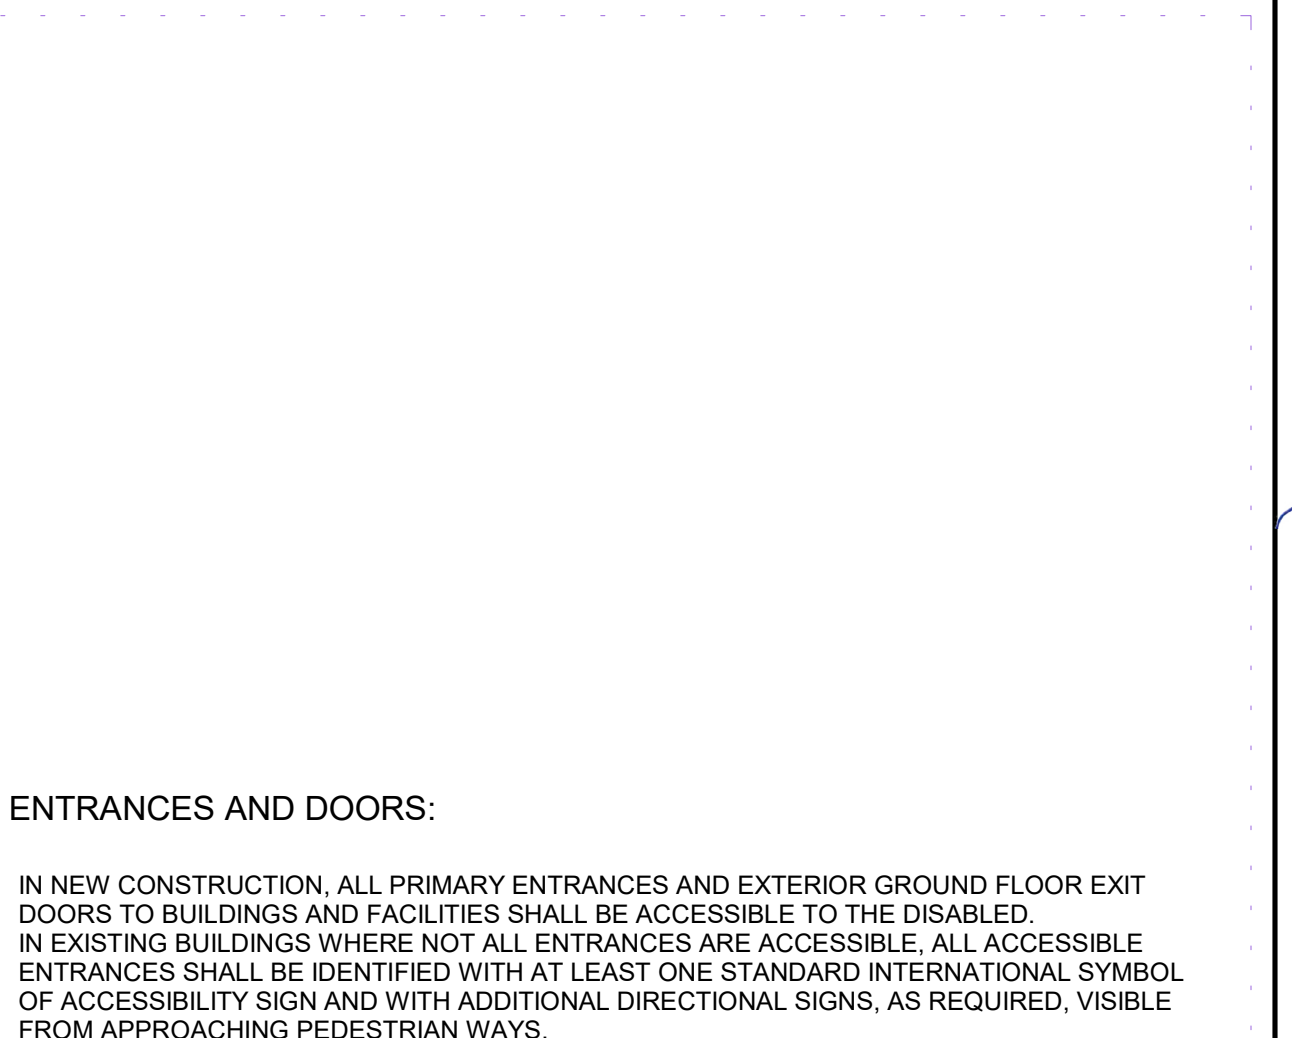 ENTRANCES AND DOORS:
IN NEW CONSTRUCTION, ALL PRIMARY ENTRANCES AND EXTERIOR GROUND FLOOR EXIT
DOORS TO BUILDINGS AND FACILITIES SHALL BE ACCESSIBLE TO THE DISABLED.
IN EXISTING BUILDINGS WHERE NOT ALL ENTRANCES ARE ACCESSIBLE, ALL ACCESSIBLE
ENTRANCES SHALL BE IDENTIFIED WITH AT LEAST ONE STANDARD INTERNATIONAL SYMBOL
OF ACCESSIBILITY SIGN AND WITH ADDITIONAL DIRECTIONAL SIGNS, AS REQUIRED, VISIBLE
FROM APPROACHING PEDESTRIAN WAYS.